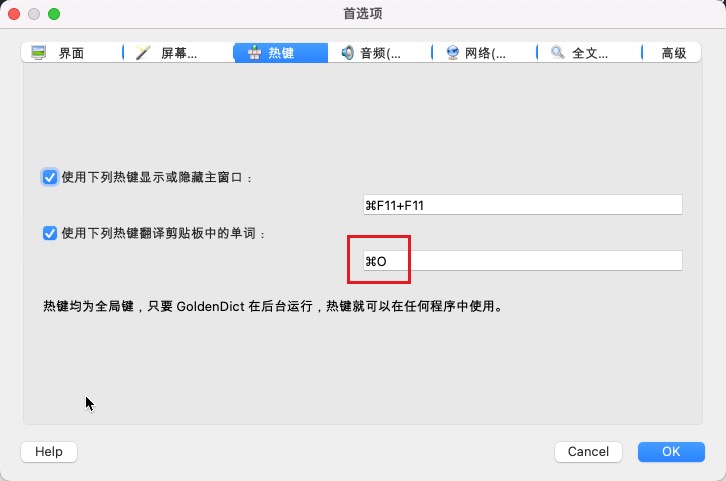 首选项
界面 屏幕... 热键 音频(... 网络(... 全文... 高级
使用下列热键显示或隐藏主窗口：
⌘F11+F11
使用下列热键翻译剪贴板中的单词：
⌘O
热键均为全局键，只要 GoldenDict 在后台运行，热键就可以在任何程序中使用。
Help Cancel OK